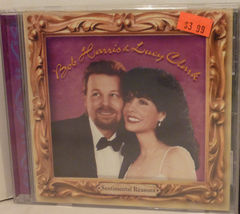 $3.99
Bob Harris & Lucy Clark
Sentimental Reasons